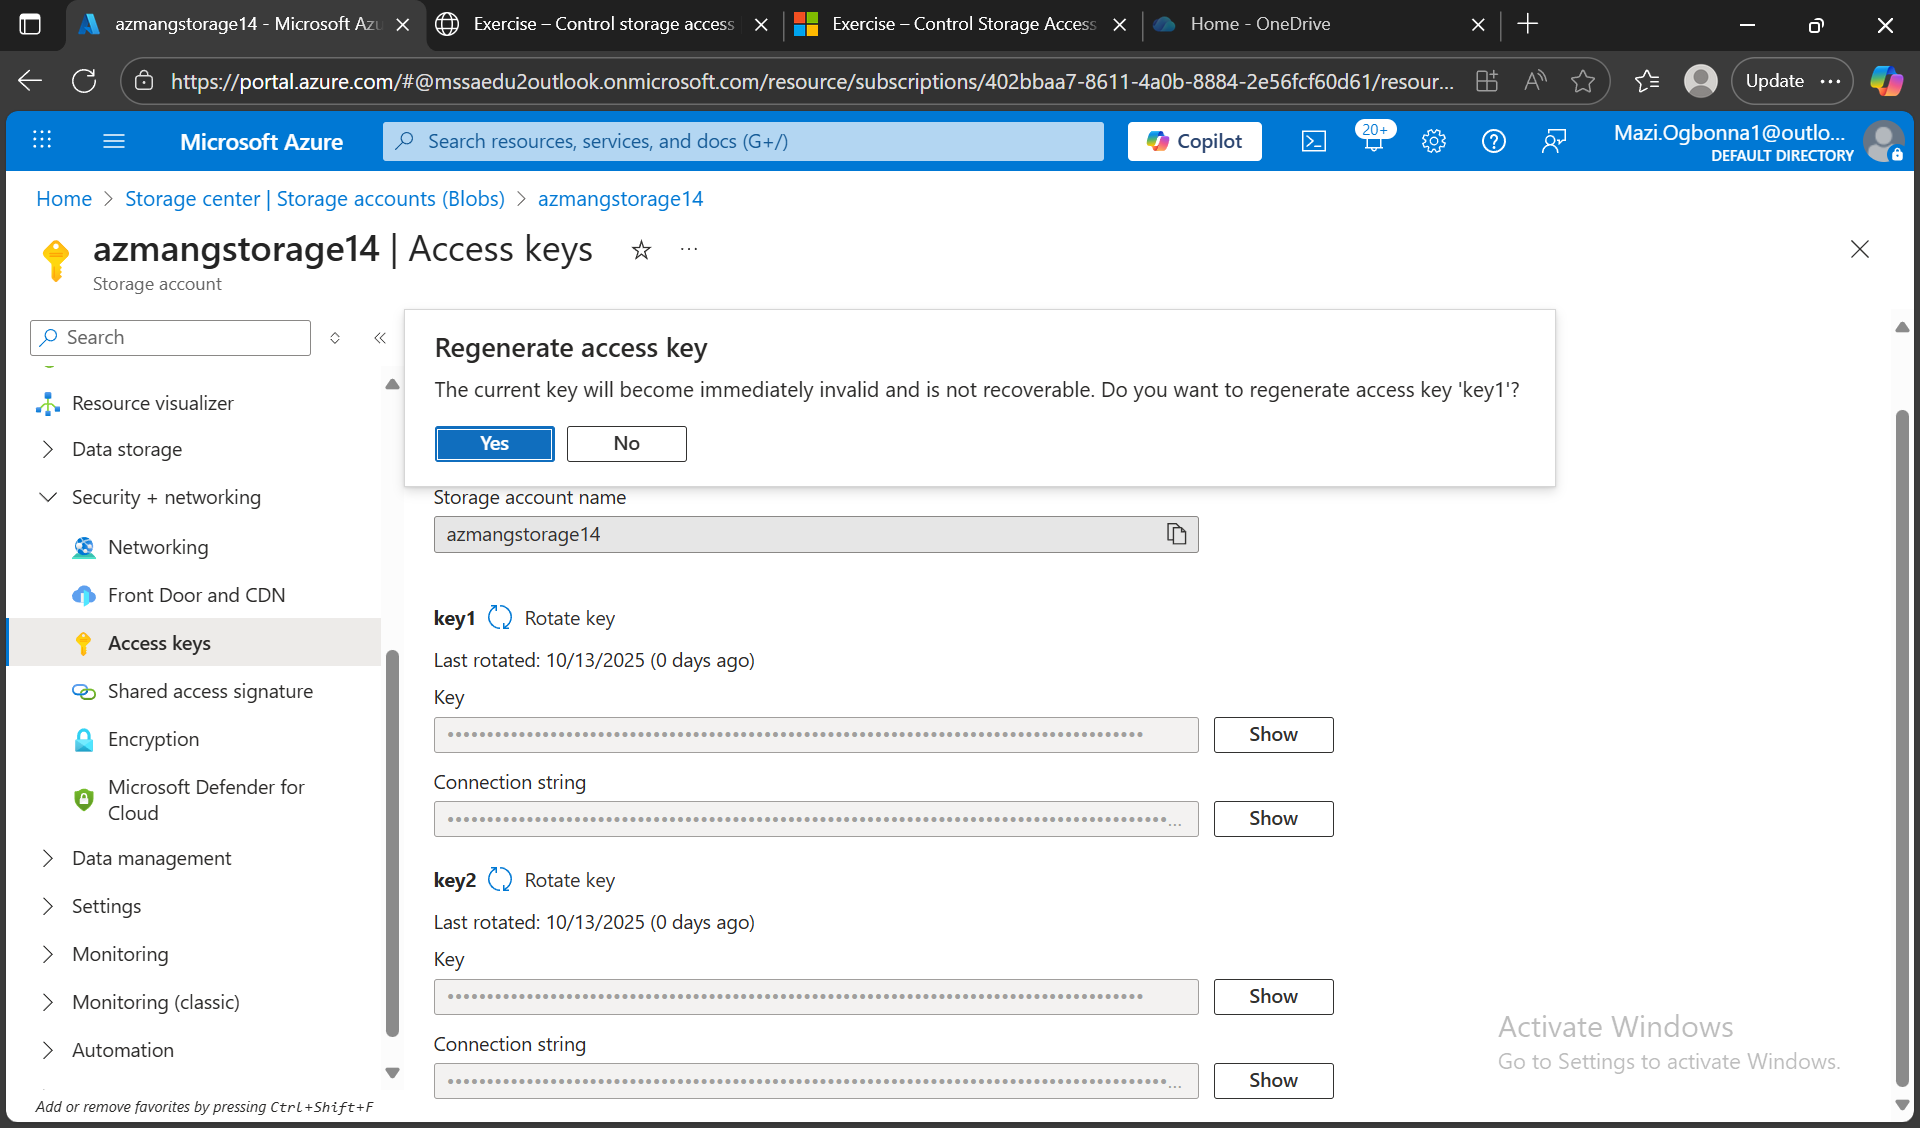 azmangstorage14 - Microsoft Azu
Exercise – Control storage access
Exercise – Control Storage Access
Home - OneDrive
https://portal.azure.com/#@mssaedu2outlook.onmicrosoft.com/resource/subscriptions/402bbaa7-8611-4a0b-8884-2e56fcf60d61/resour...
Update
Microsoft Azure
Search resources, services, and docs (G+/)
Copilot
20+
Mazi.Ogbonna1@outlo...
DEFAULT DIRECTORY
Home > Storage center | Storage accounts (Blobs) > azmangstorage14
azmangstorage14 | Access keys
Storage account
Search
Resource visualizer
Data storage
Security + networking
Networking
Front Door and CDN
Access keys
Shared access signature
Encryption
Microsoft Defender for
Cloud
Data management
Settings
Monitoring
Monitoring (classic)
Automation
Add or remove favorites by pressing Ctrl+Shift+F
Regenerate access key
The current key will become immediately invalid and is not recoverable. Do you want to regenerate access key 'key1'?
Yes
No
Storage account name
azmangstorage14
key1 Rotate key
Last rotated: 10/13/2025 (0 days ago)
Key
Show
Connection string
Show
key2 Rotate key
Last rotated: 10/13/2025 (0 days ago)
Key
Show
Connection string
Show
Activate Windows
Go to Settings to activate Windows.